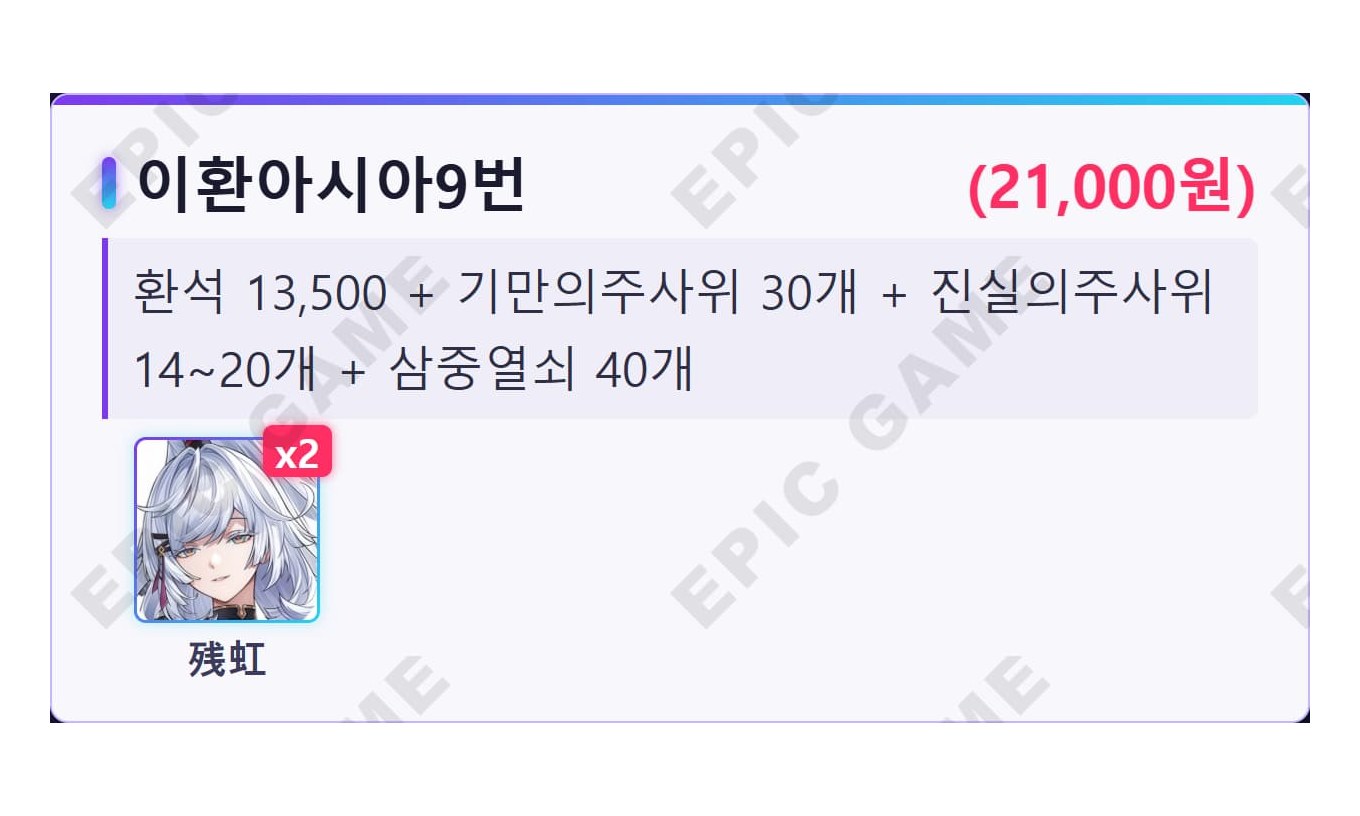 이환아시아9번 (21,000원)
환석 13,500 + 기만의주사위 30개 + 진실의주사위
14~20개 + 삼중열쇠 40개
x2
残虹
EPIC GAME